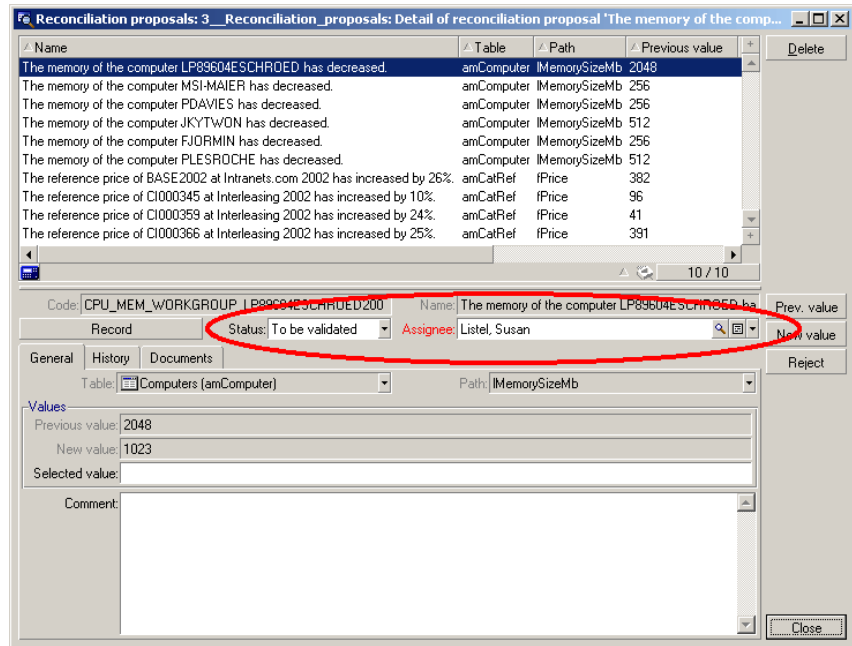 Reconciliation proposals: 3__Reconciliation_proposals: Detail of reconciliation proposal 'The memory of the comp...
Name Table Path Previous value
Delete
The memory of the computer LP89604ESCHROED has decreased. amComputer lMemorySizeMb 2048
The memory of the computer MSI-MAIER has decreased. amComputer lMemorySizeMb 256
The memory of the computer PDAVIES has decreased. amComputer lMemorySizeMb 256
The memory of the computer JKYTWON has decreased. amComputer lMemorySizeMb 512
The memory of the computer FJORMIN has decreased. amComputer lMemorySizeMb 256
The memory of the computer PLESROCHE has decreased. amComputer lMemorySizeMb 512
The reference price of BASE2002 at Intranets.com 2002 has increased by 26%. amCatRef fPrice 382
The reference price of CI000345 at Interleasing 2002 has increased by 10%. amCatRef fPrice 96
The reference price of CI000359 at Interleasing 2002 has increased by 24%. amCatRef fPrice 41
The reference price of CI000366 at Interleasing 2002 has increased by 25%. amCatRef fPrice 391
10 / 10
Code: CPU_MEM_WORKGROUP_LP89604ESCHROED200 Name: The memory of the computer LP89604ESCHROED ha Prev. value
Record Status: To be validated Assignee: Listel, Susan New value
General History Documents Reject
Table: Computers (amComputer) Path: lMemorySizeMb
Values
Previous value: 2048
New value: 1023
Selected value:
Comment:
Close